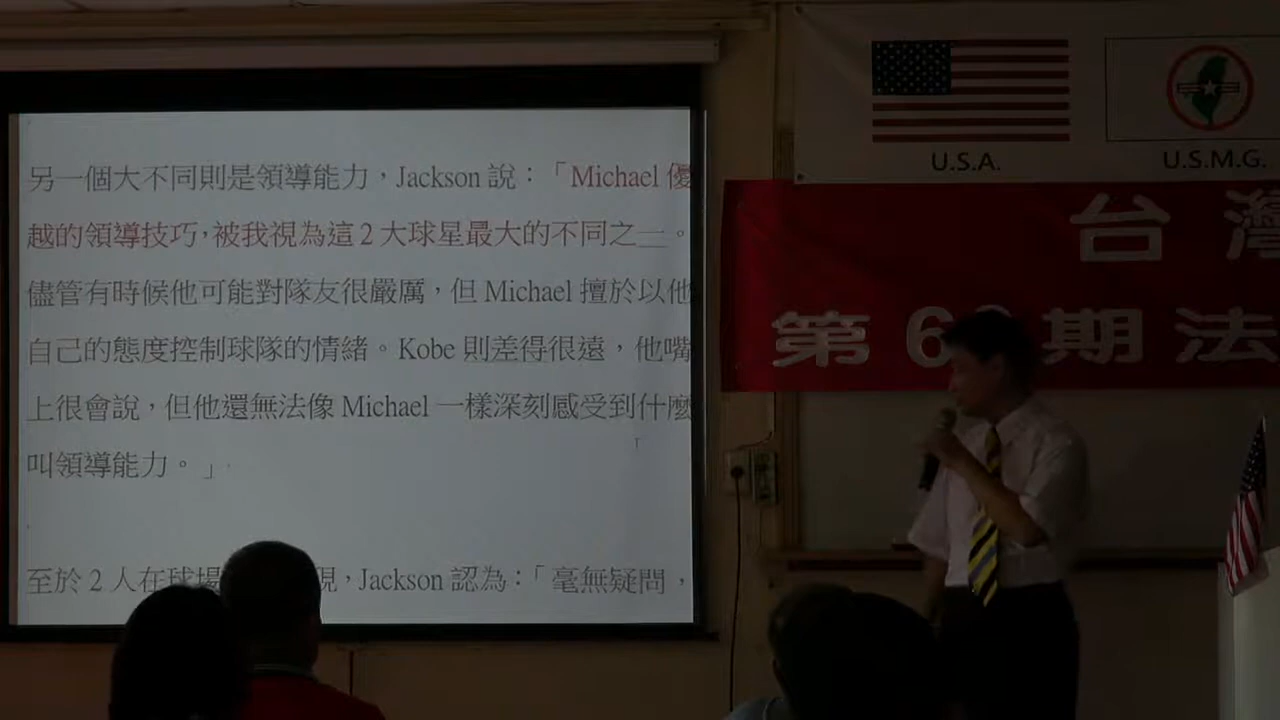 另一個大不同則是領導能力，Jackson 說：「Michael 優
越的領導技巧，被我視為這 2 大球星最大的不同之一。
儘管有時候他可能對隊友很嚴厲，但 Michael 擅於以他
自己的態度控制球隊的情緒。Kobe 則差得很遠，他嘴
上很會說，但他還無法像 Michael 一樣深刻感受到什麼
叫領導能力。」
至於 2 人在球場 現，Jackson 認為：「毫無疑問，
U.S.A.
U.S.M.G.
台灣
第 6 期 法